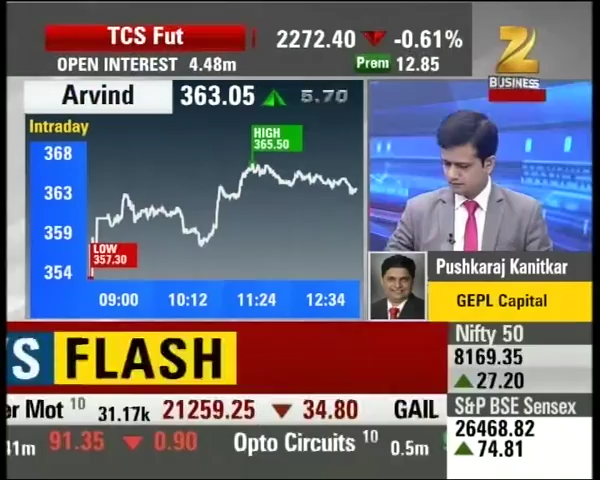 TCS Fut 2272.40 -0.61%
OPEN INTEREST 4.48m Prem 12.85
Z
BUSINESS
Arvind 363.05 5.70
Intraday
368
363
359
354
HIGH
365.50
LOW
357.30
09:00 10:12 11:24 12:34
Pushkaraj Kanitkar
GEPL Capital
S FLASH
Nifty 50
8169.35
27.20
S&P BSE Sensex
26468.82
74.81
er Mot 10 31.17k 21259.25 34.80 GAIL
41m 91.35 0.90 Opto Circuits 10 0.5m